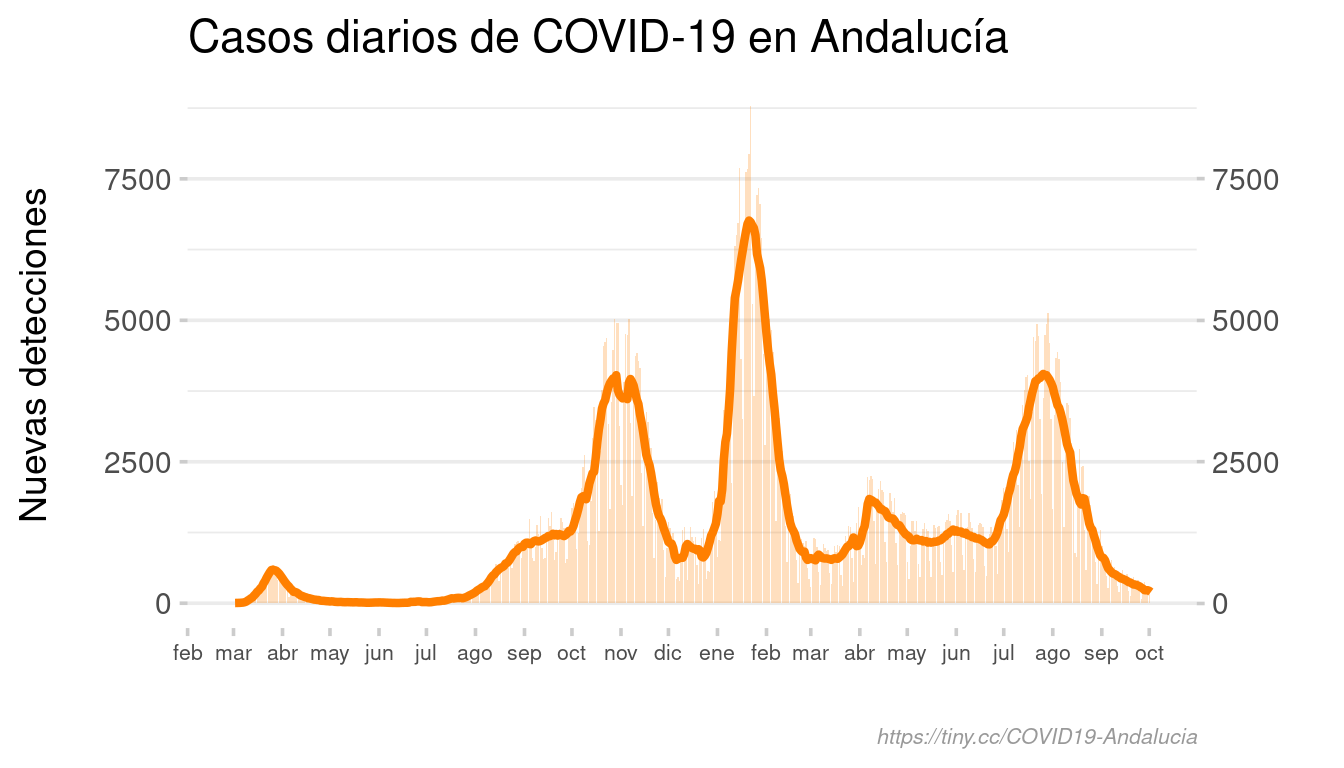 Casos diarios de COVID-19 en Andalucía
Nuevas detecciones
7500 7500
5000 5000
2500 2500
0 0
feb mar abr may jun jul ago sep oct nov dic ene feb mar abr may jun jul ago sep oct
https://tiny.cc/COVID19-Andalucia